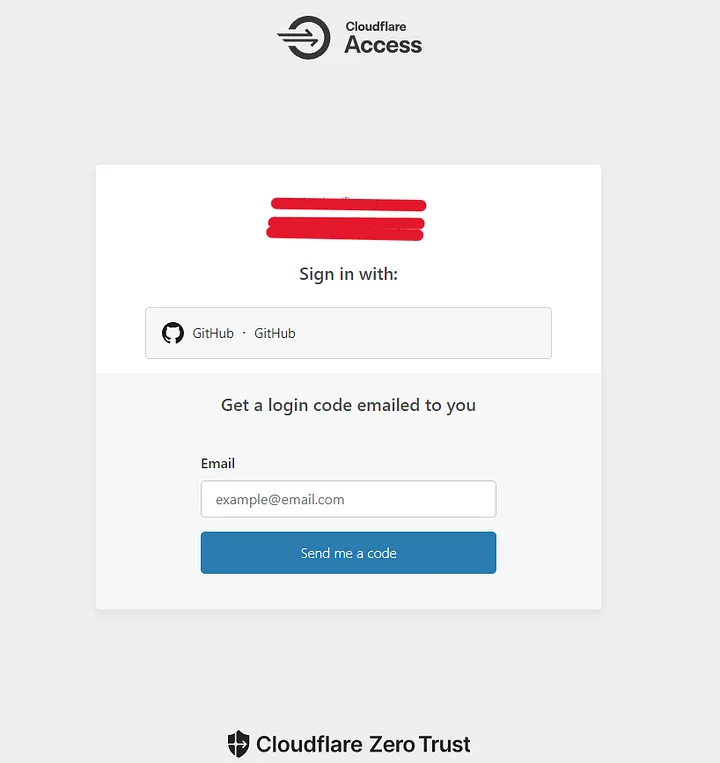 Cloudflare
Access
Sign in with:
GitHub · GitHub
Get a login code emailed to you
Email
example@email.com
Send me a code
Cloudflare Zero Trust